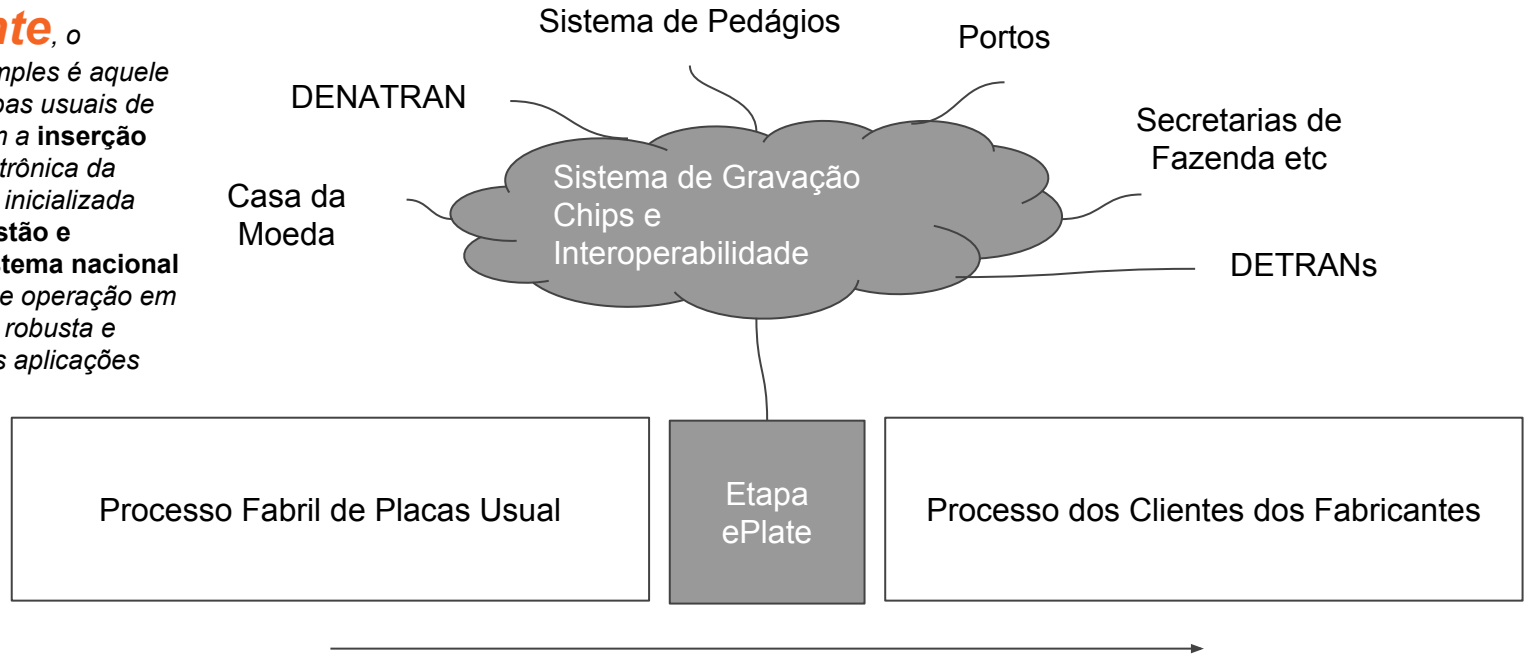 nte, o
mples é aquele
pas usuais de
m a inserção
trônica da
inicializada
stão e
stema nacional
e operação em
robusta e
s aplicações
Sistema de Pedágios
Portos
DENATRAN
Secretarias de
Fazenda etc
Casa da
Moeda
Sistema de Gravação
Chips e
Interoperabilidade
DETRANs
Processo Fabril de Placas Usual
Etapa
ePlate
Processo dos Clientes dos Fabricantes